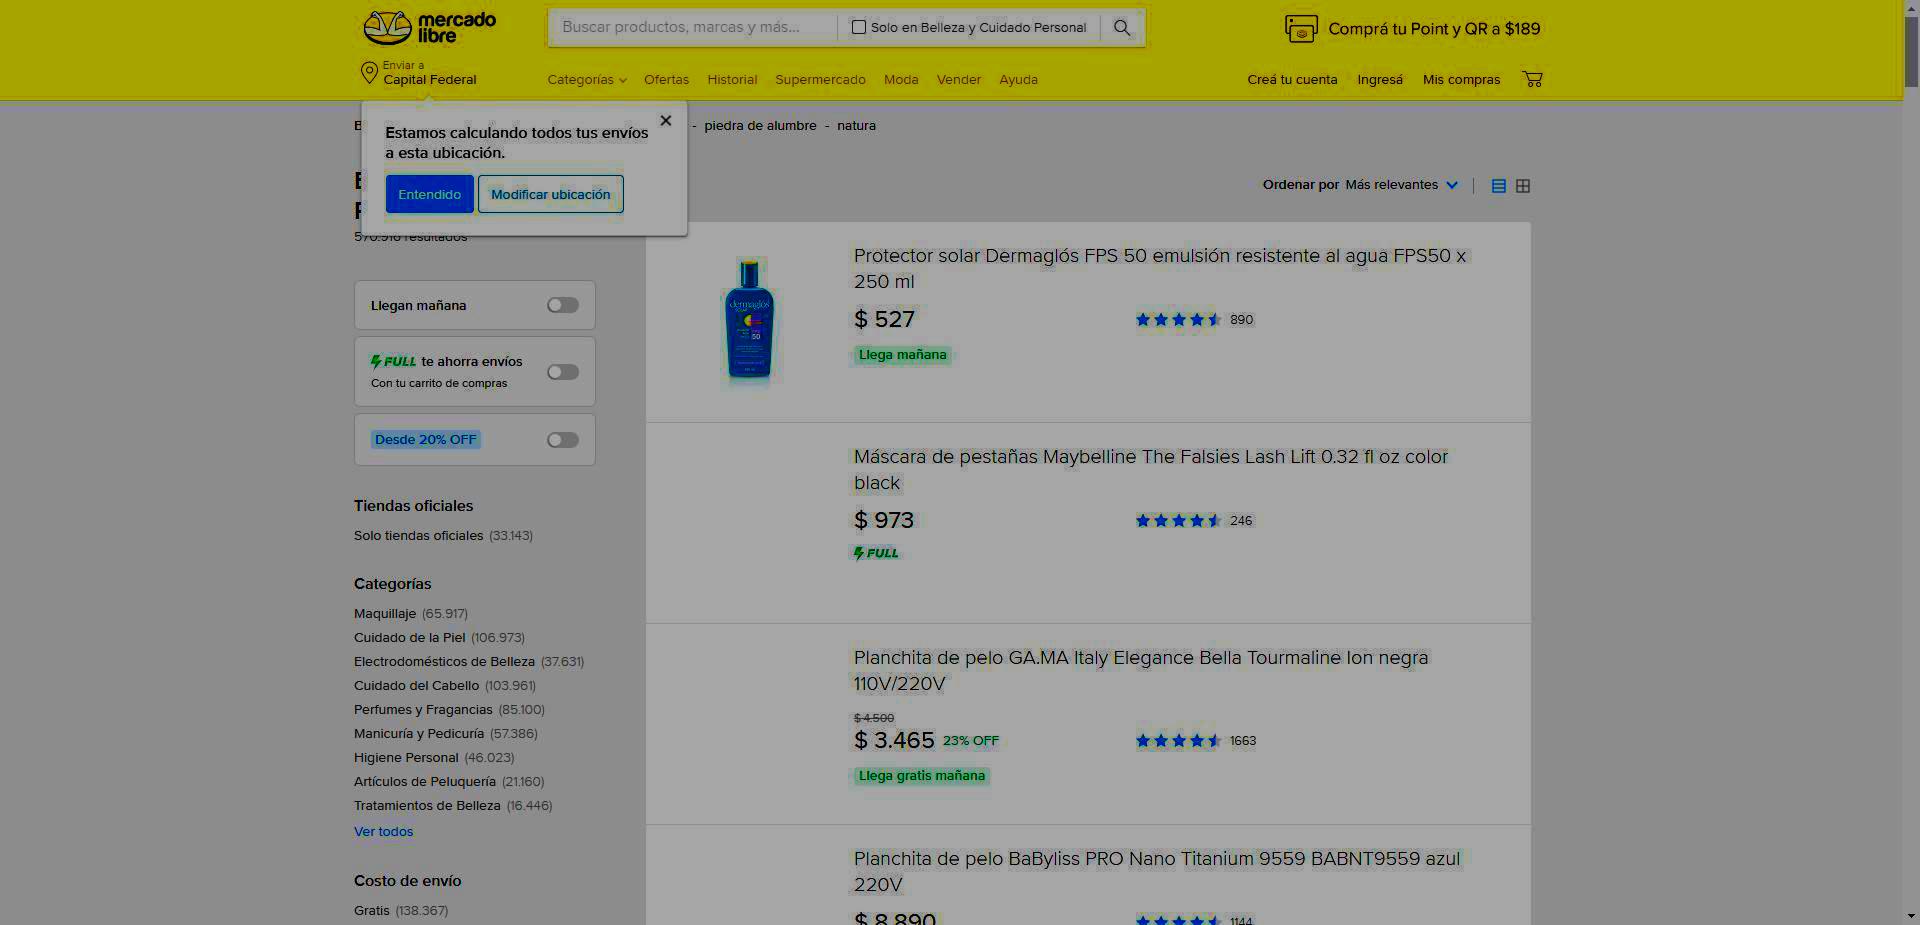 mercado
libre
Buscar productos, marcas y más...
Solo en Belleza y Cuidado Personal
Comprá tu Point y QR a $189
Enviar a
Capital Federal
Categorías
Ofertas
Historial
Supermercado
Moda
Vender
Ayuda
Creá tu cuenta
Ingresá
Mis compras
- piedra de alumbre - natura
Estamos calculando todos tus envíos
a esta ubicación.
Entendido
Modificar ubicación
Ordenar por Más relevantes
570.916 resultados
Llegan mañana
FULL te ahorra envíos
Con tu carrito de compras
Desde 20% OFF
Tiendas oficiales
Solo tiendas oficiales (33.143)
Categorías
Maquillaje (65.917)
Cuidado de la Piel (106.973)
Electrodomésticos de Belleza (37.631)
Cuidado del Cabello (103.961)
Perfumes y Fragancias (85.100)
Manicuría y Pedicuría (57.386)
Higiene Personal (46.023)
Artículos de Peluquería (21.160)
Tratamientos de Belleza (16.446)
Ver todos
Costo de envío
Gratis (138.367)
dermaglós
50
Protector solar Dermaglós FPS 50 emulsión resistente al agua FPS50 x
250 ml
$ 527
890
Llega mañana
Máscara de pestañas Maybelline The Falsies Lash Lift 0.32 fl oz color
black
$ 973
246
FULL
Planchita de pelo GA.MA Italy Elegance Bella Tourmaline Ion negra
110V/220V
$ 4.500
$ 3.465 23% OFF
1663
Llega gratis mañana
Planchita de pelo BaByliss PRO Nano Titanium 9559 BABNT9559 azul
220V
$ 8.890
1144